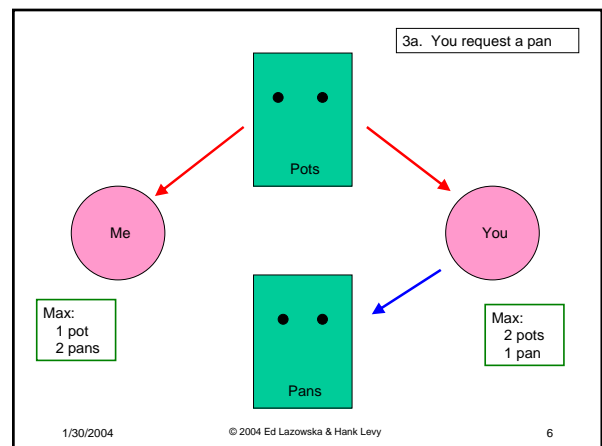 3a. You request a pan
Pots
Me
You
Max:
1 pot
2 pans
Max:
2 pots
1 pan
Pans
1/30/2004
© 2004 Ed Lazowska & Hank Levy
6